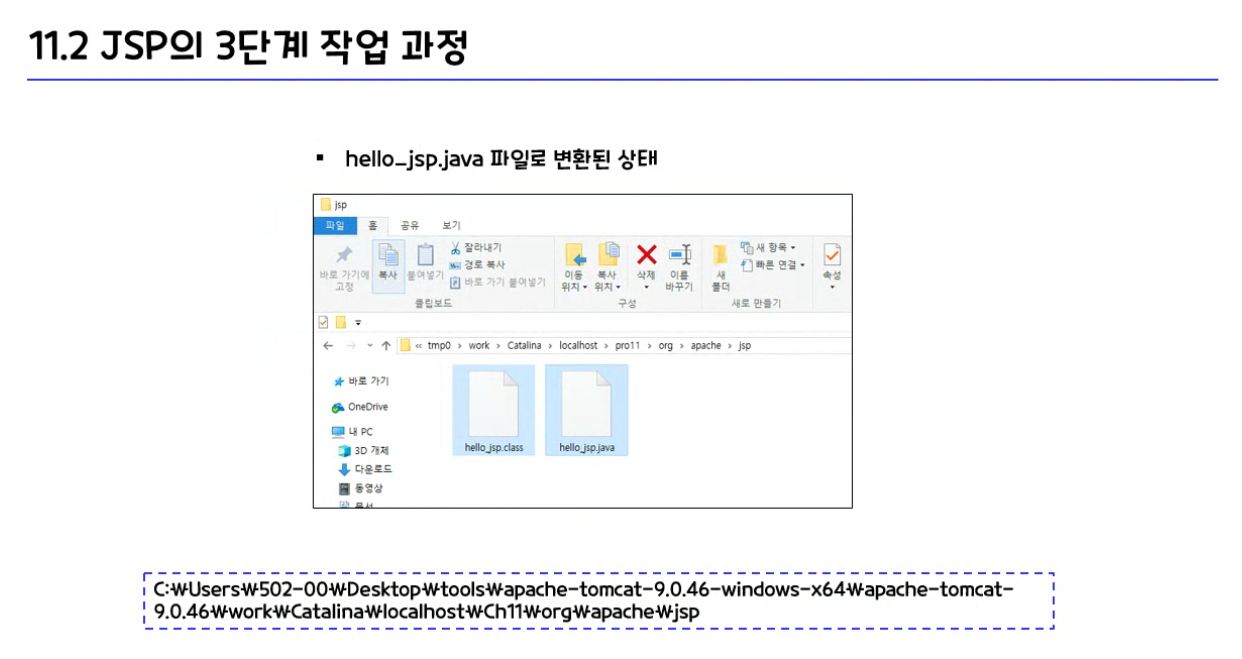 11.2 JSP의 3단계 작업 과정
▪ hello_jsp.java 파일로 변환된 상태
jsp
파일 홈 공유 보기
바로 가기에 고정
복사
붙여넣기
잘라내기
경로 복사
바로 가기 붙여넣기
클립보드
이동 위치
복사 위치
삭제
이름 바꾸기
구성
새 폴더
새 항목
빠른 연결
새로 만들기
속성
« tmp0 > work > Catalina > localhost > pro11 > org > apache > jsp
바로 가기
OneDrive
내 PC
3D 개체
다운로드
동영상
hello_jsp.class
hello_jsp.java
C:₩Users₩502-00₩Desktop₩tools₩apache-tomcat-9.0.46-windows-x64₩apache-tomcat-
9.0.46₩work₩Catalina₩localhost₩Ch11₩org₩apache₩jsp